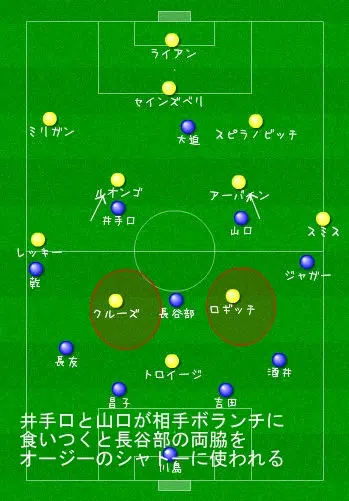 ライアン
セインズベリ
ミリガン
大迫
スピラノビッチ
ルオンゴ
アーバイン
井手口
山口
スミス
レッキー
ジャガー
乾
クルーズ
長谷部
ロギッチ
長友
トロイージ
酒井
昌子
吉田
井手口と山口が相手ボランチに
食いつくと長谷部の両脇を
オージーのシャドーに使われる
川島